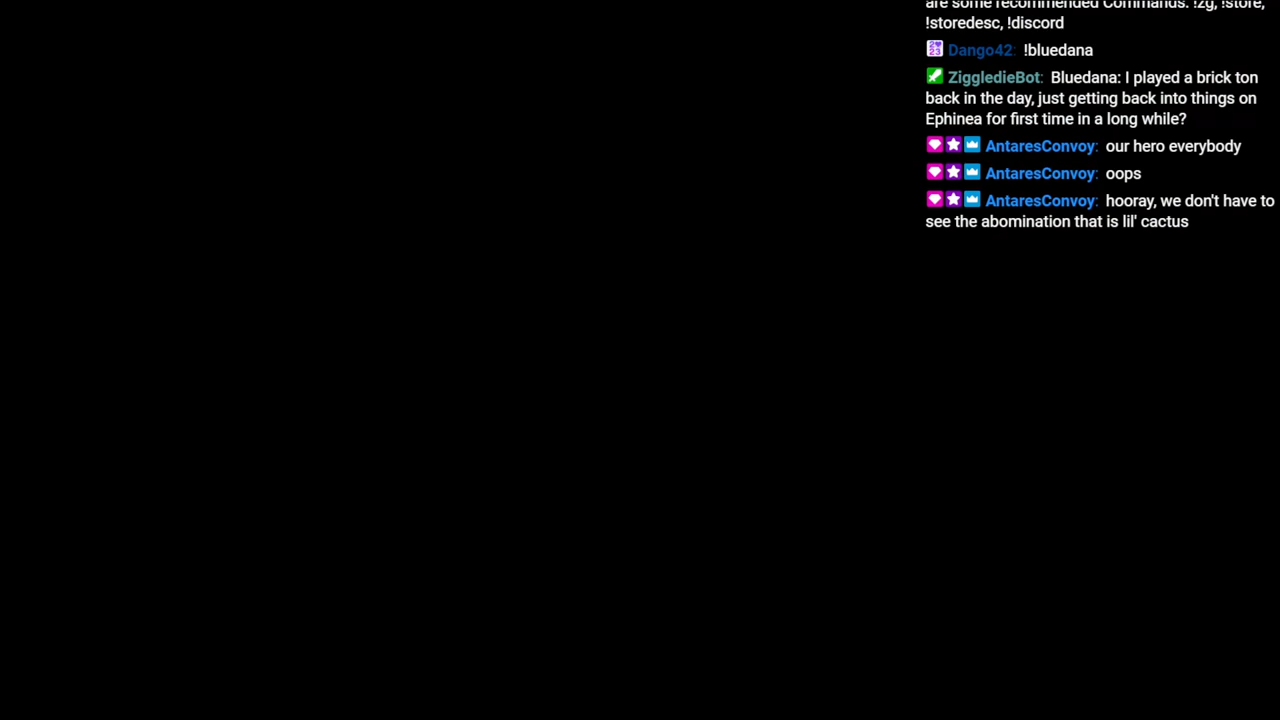 are some recommended Commands: !zg, !store,
!storedesc, !discord
Dango42: !bluedana
ZiggledieBot: Bluedana: I played a brick ton
back in the day, just getting back into things on
Ephinea for first time in a long while?
AntaresConvoy: our hero everybody
AntaresConvoy: oops
AntaresConvoy: hooray, we don't have to
see the abomination that is lil' cactus